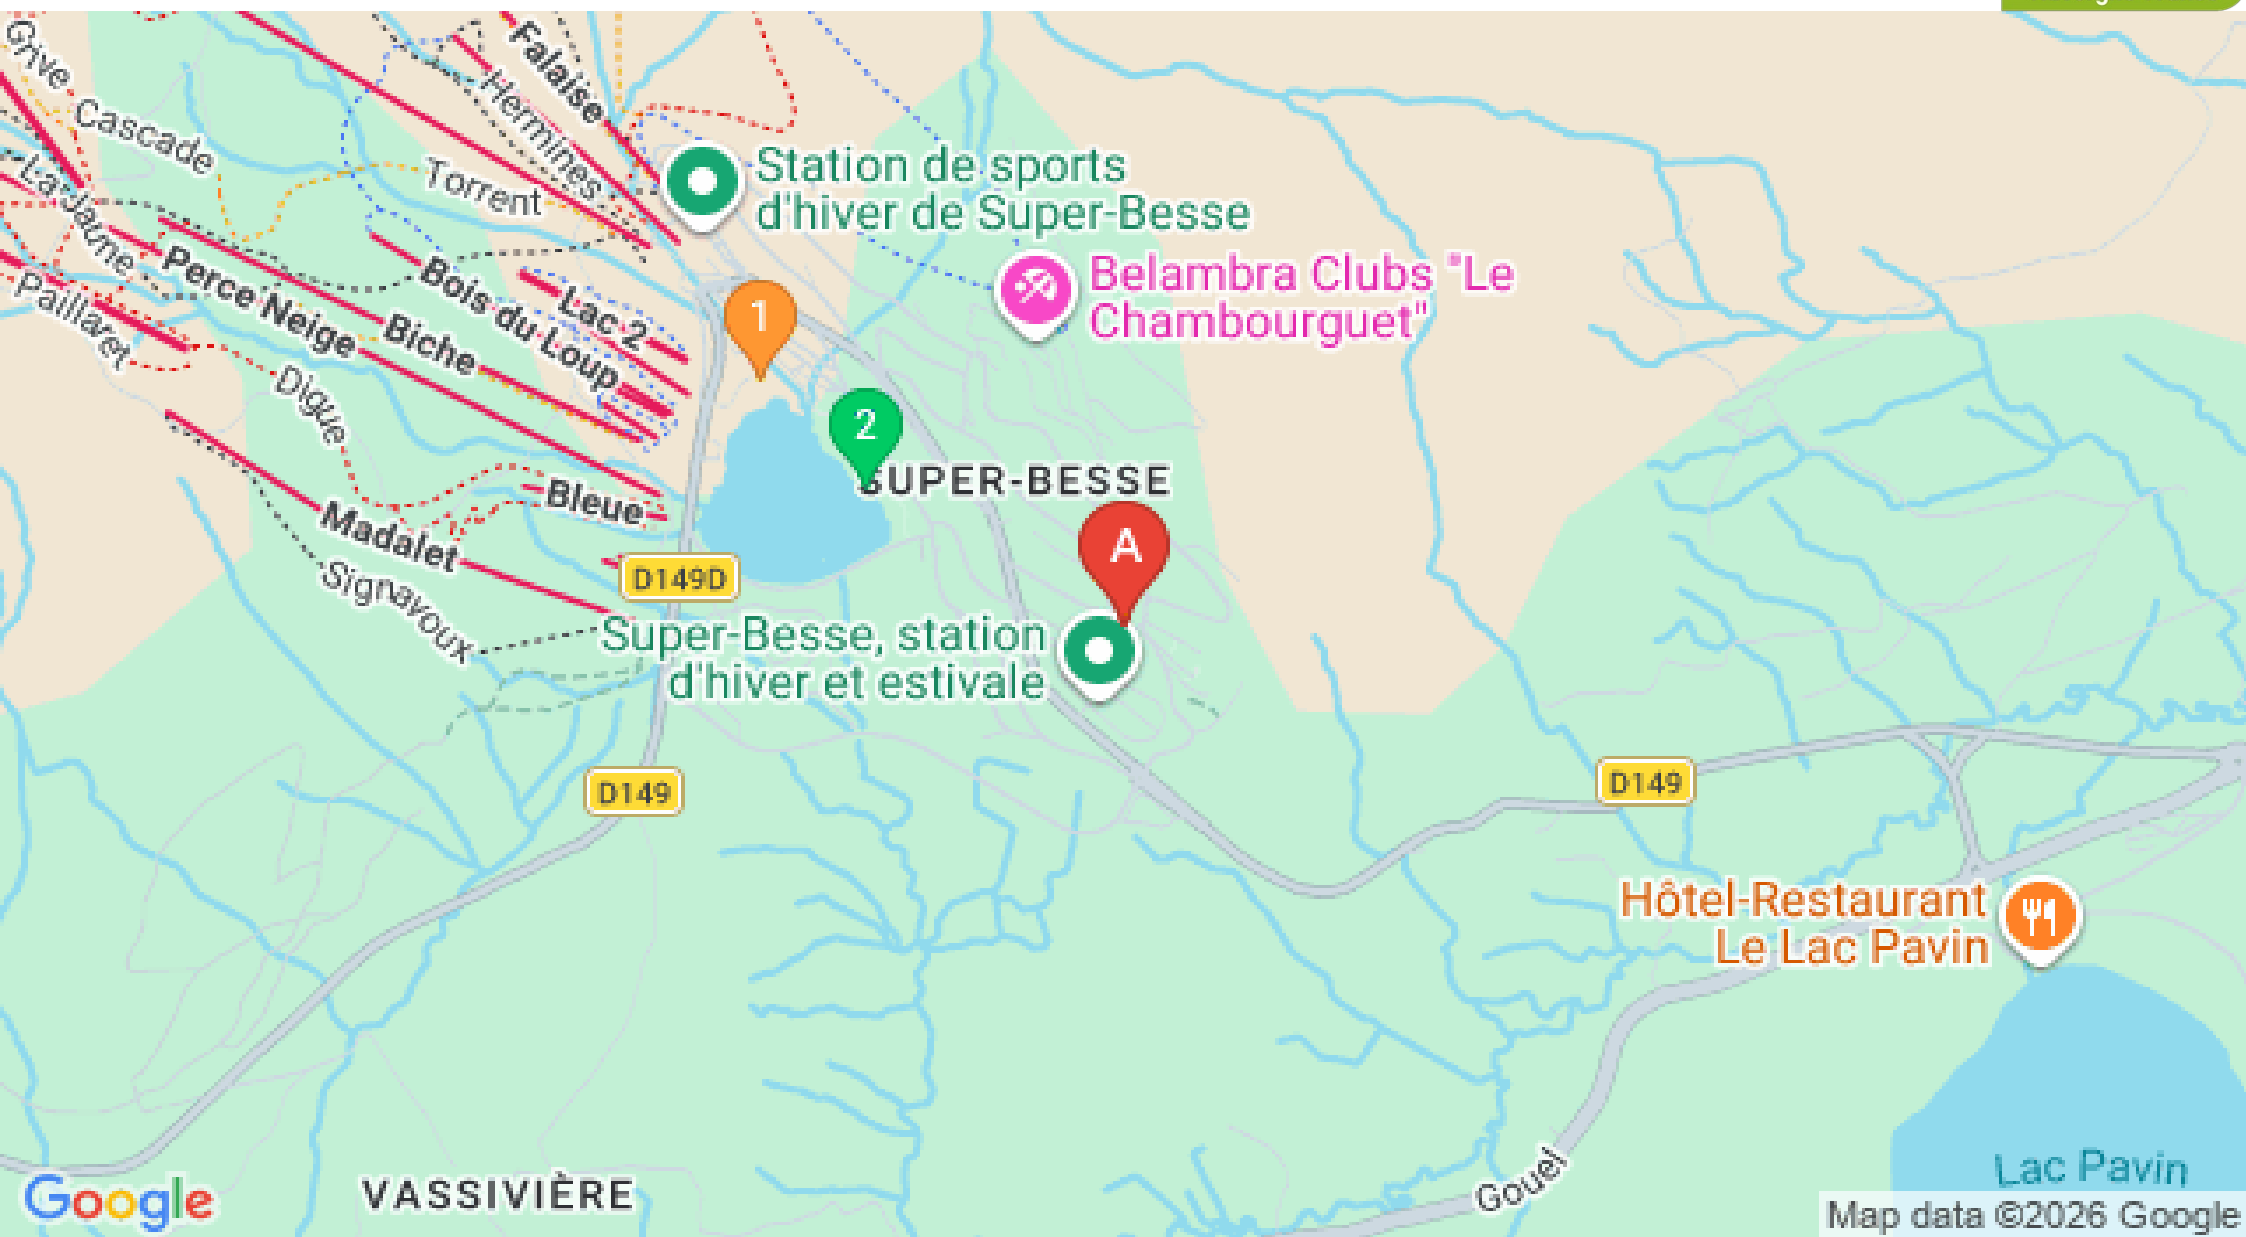 Falaise
Grive
Hermines
Cascade
Station de sports
d'hiver de Super-Besse
La Jaume
Torrent
Belambra Clubs "Le
Chambourguet"
Perce Neige
Bois du Loup
Lac 2
Paillaret
Biche
1
Digue
2
SUPER-BESSE
Bleue
Madalet
A
D149D
Signavoux
Super-Besse, station
d'hiver et estivale
D149
D149
Hôtel-Restaurant
Le Lac Pavin
Gouel
Lac Pavin
VASSIVIÈRE
Google
Map data ©2026 Google